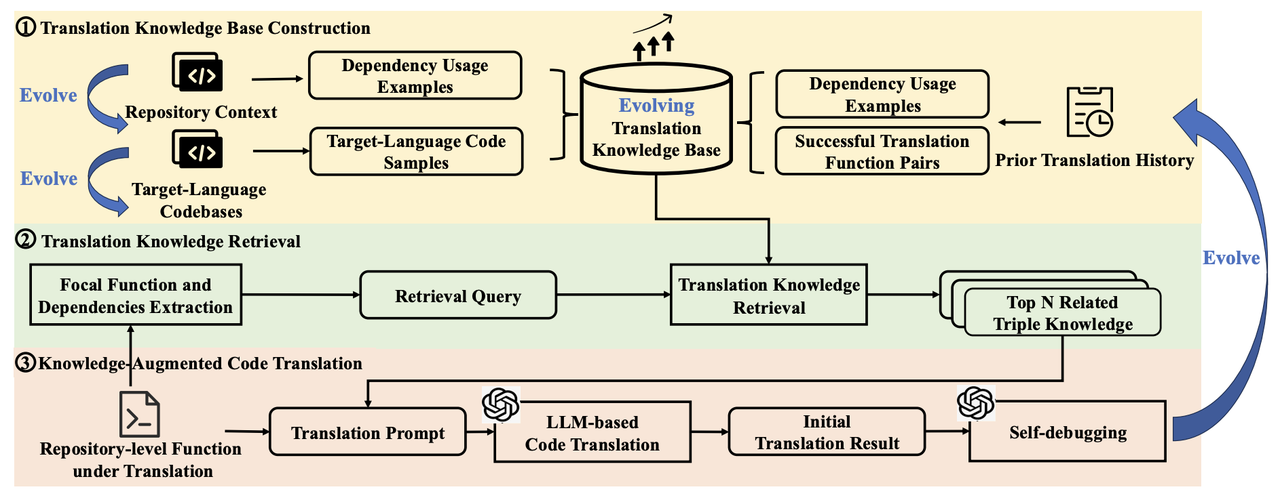 ① Translation Knowledge Base Construction
Evolve
Repository Context
Evolve
Target-Language
Codebases
Dependency Usage
Examples
Target-Language Code
Samples
Evolving
Translation
Knowledge Base
Dependency Usage
Examples
Successful Translation
Function Pairs
Prior Translation History
② Translation Knowledge Retrieval
Focal Function and
Dependencies Extraction
Retrieval Query
Translation Knowledge
Retrieval
Top N Related
Triple Knowledge
Evolve
③ Knowledge-Augmented Code Translation
Repository-level Function
under Translation
Translation Prompt
LLM-based
Code Translation
Initial
Translation Result
Self-debugging